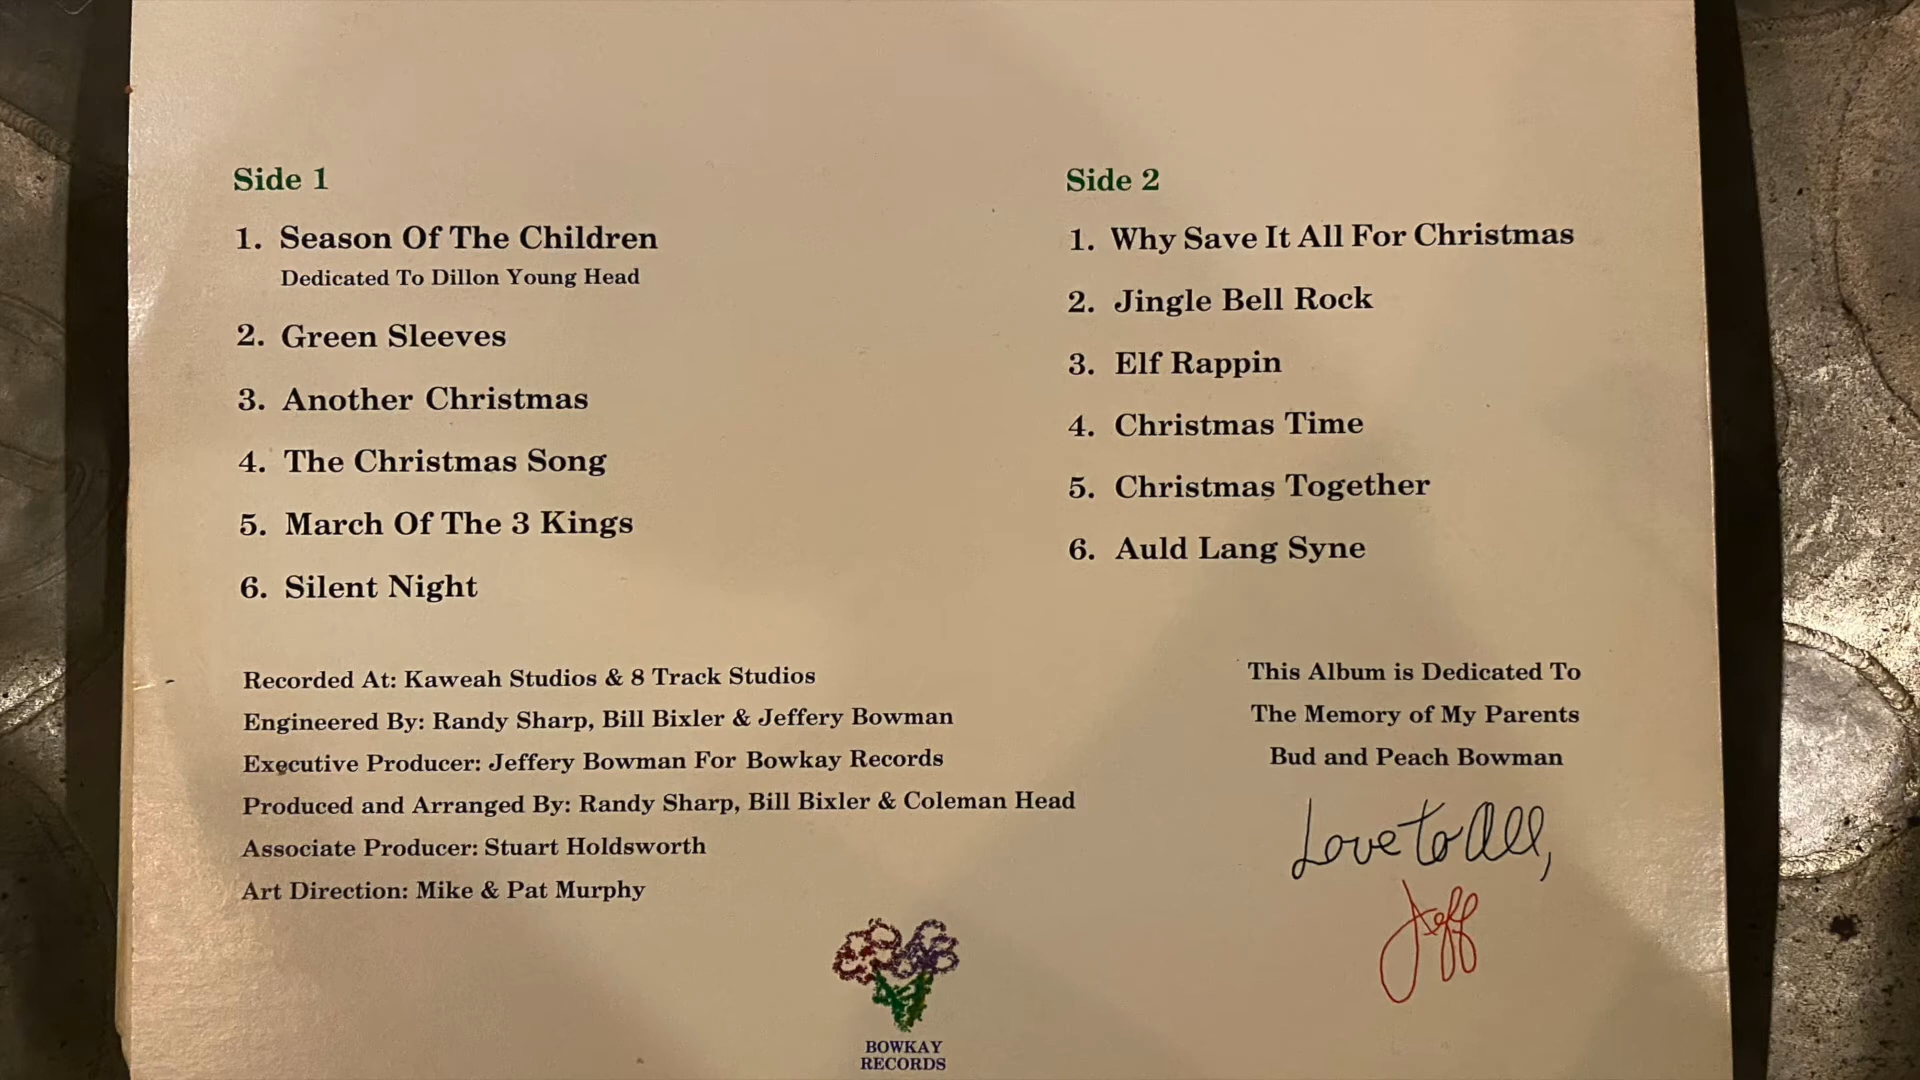 Side 1
1. Season Of The Children
Dedicated To Dillon Young Head
2. Green Sleeves
3. Another Christmas
4. The Christmas Song
5. March Of The 3 Kings
6. Silent Night
Side 2
1. Why Save It All For Christmas
2. Jingle Bell Rock
3. Elf Rappin
4. Christmas Time
5. Christmas Together
6. Auld Lang Syne
Recorded At: Kaweah Studios & 8 Track Studios
Engineered By: Randy Sharp, Bill Bixler & Jeffery Bowman
Executive Producer: Jeffery Bowman For Bowkay Records
Produced and Arranged By: Randy Sharp, Bill Bixler & Coleman Head
Associate Producer: Stuart Holdsworth
Art Direction: Mike & Pat Murphy
This Album is Dedicated To
The Memory of My Parents
Bud and Peach Bowman
Love to All,
Jeff
BOWKAY
RECORDS